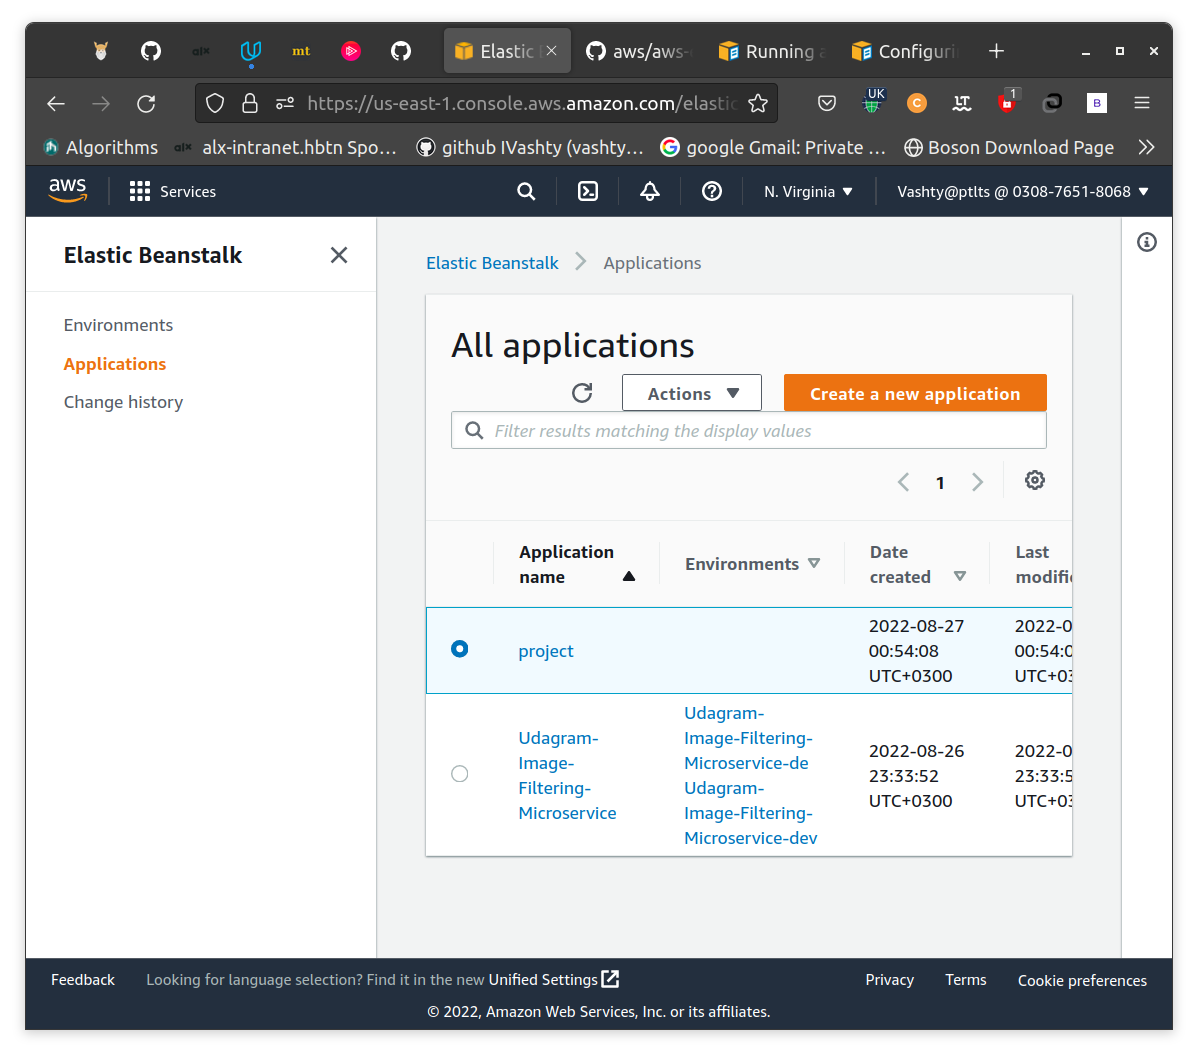 alx
mt
Elastic
aws/aws-
Running a
Configuri
https://us-east-1.console.aws.amazon.com/elastic
UK
C
LT
1
B
Algorithms
alx
alx-intranet.hbtn Spo...
github IVashty (vashty...
google Gmail: Private ...
Boson Download Page
aws
Services
N. Virginia
Vashty@ptlts @ 0308-7651-8068
Elastic Beanstalk
Environments
Applications
Change history
Elastic Beanstalk
Applications
All applications
Actions
Create a new application
Filter results matching the display values
1
Application
name
Environments
Date
created
Last
modifie
project
2022-08-27
00:54:08
UTC+0300
2022-0
00:54:0
UTC+03
Udagram-
Image-
Filtering-
Microservice
Udagram-
Image-Filtering-
Microservice-de
Udagram-
Image-Filtering-
Microservice-dev
2022-08-26
23:33:52
UTC+0300
2022-0
23:33:5
UTC+03
Feedback
Looking for language selection? Find it in the new Unified Settings
Privacy
Terms
Cookie preferences
© 2022, Amazon Web Services, Inc. or its affiliates.